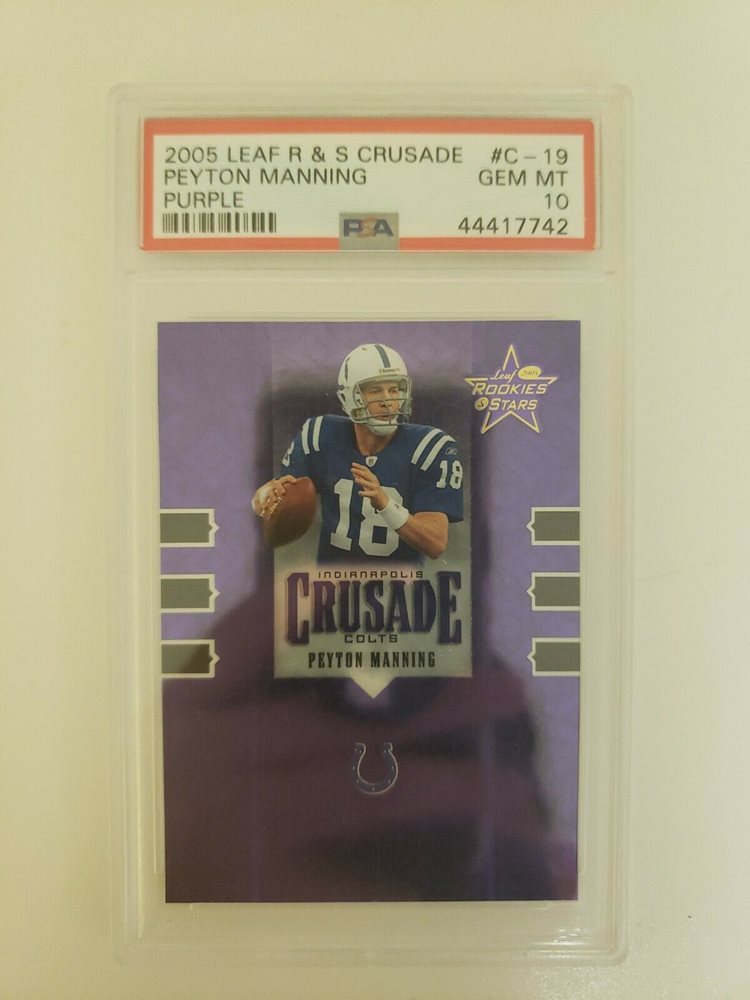 2005 LEAF R & S CRUSADE #C-19
PEYTON MANNING GEM MT
PURPLE 10
PSA 44417742
Leaf 2005
ROOKIES
& STARS
18
18
INDIANAPOLIS
CRUSADE
COLTS
PEYTON MANNING